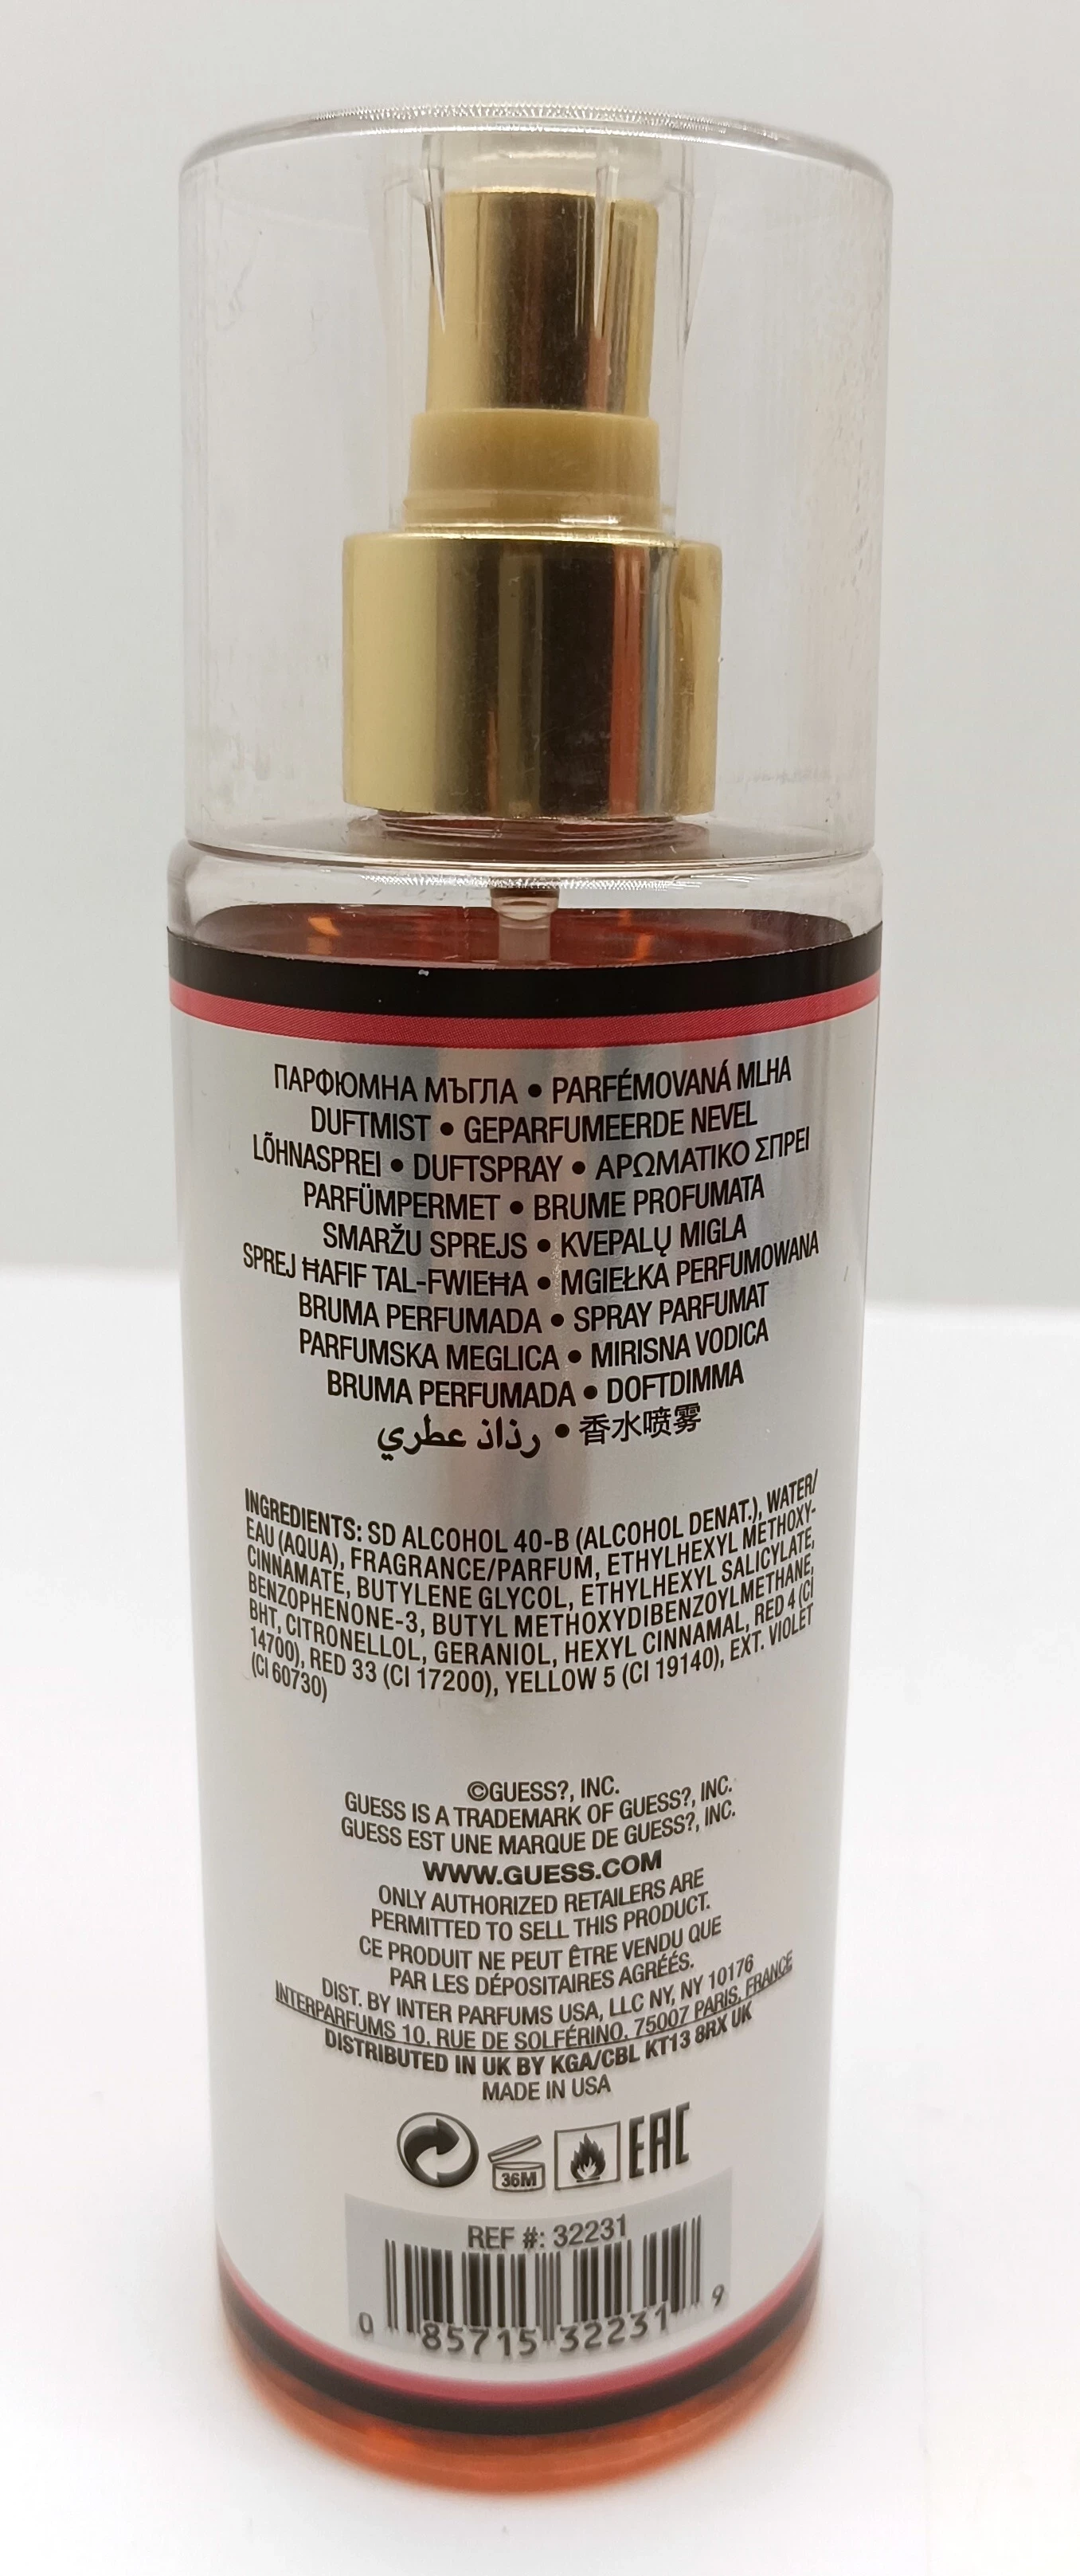 ПАРФЮМНА МЪГЛА • PARFÉMOVANÁ MLHA
DUFTMIST • GEPARFUMEERDE NEVEL
LÕHNASPREI • DUFTSPRAY • ΑΡΩΜΑΤΙΚΟ ΣΠΡΕΙ
PARFÜMPERMET • BRUME PROFUMATA
SMARŽU SPREJS • KVEPALŲ MIGLA
SPREJ ĦAFIF TAL-FWIEĦA • MGIEŁKA PERFUMOWANA
BRUMA PERFUMADA • SPRAY PARFUMAT
PARFUMSKA MEGLICA • MIRISNA VODICA
BRUMA PERFUMADA • DOFTDIMMA
رذاذ عطري • 香水喷雾
INGREDIENTS: SD ALCOHOL 40-B (ALCOHOL DENAT.), WATER/
EAU (AQUA), FRAGRANCE/PARFUM, ETHYLHEXYL METHOXY-
CINNAMATE, BUTYLENE GLYCOL, ETHYLHEXYL SALICYLATE,
BENZOPHENONE-3, BUTYL METHOXYDIBENZOYLMETHANE,
BHT, CITRONELLOL, GERANIOL, HEXYL CINNAMAL, RED 4 (CI
14700), RED 33 (CI 17200), YELLOW 5 (CI 19140), EXT. VIOLET
(CI 60730)
©GUESS?, INC.
GUESS IS A TRADEMARK OF GUESS?, INC.
GUESS EST UNE MARQUE DE GUESS?, INC.
WWW.GUESS.COM
ONLY AUTHORIZED RETAILERS ARE
PERMITTED TO SELL THIS PRODUCT.
CE PRODUIT NE PEUT ÊTRE VENDU QUE
PAR LES DÉPOSITAIRES AGRÉÉS.
DIST. BY INTER PARFUMS USA, LLC NY, NY 10176
INTERPARFUMS 10, RUE DE SOLFÉRINO, 75007 PARIS, FRANCE
DISTRIBUTED IN UK BY KGA/CBL KT13 8RX UK
MADE IN USA
36M EAC
REF #: 32231
0 85715 32231 9